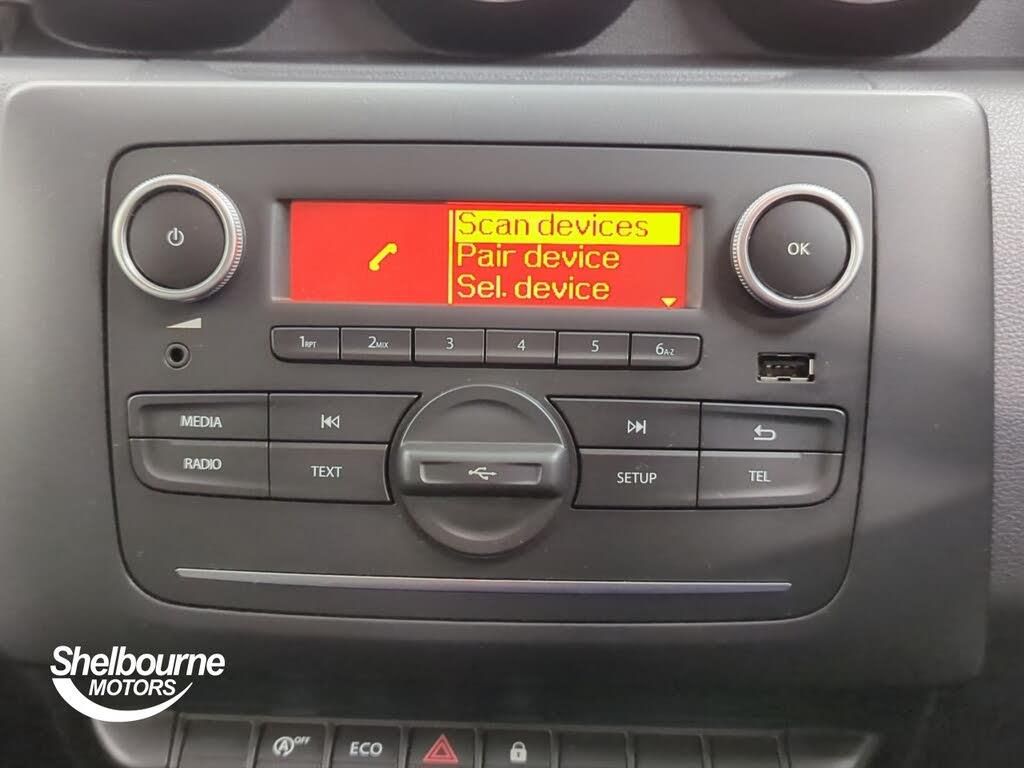 Scan devices
Pair device
Sel. device
OK
1RPT
2MIX
3
4
5
6A-Z
MEDIA
RADIO
TEXT
SETUP
TEL
Shelbourne
MOTORS
A OFF
ECO